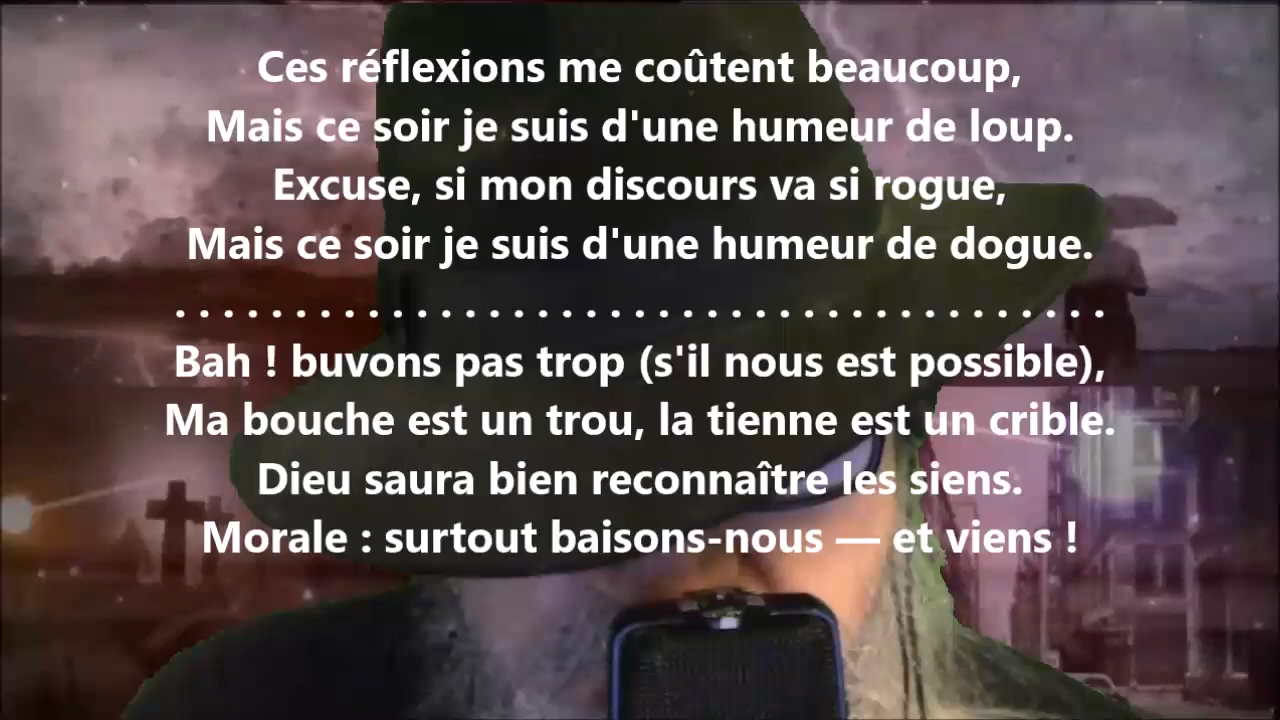 Ces réflexions me coûtent beaucoup,
Mais ce soir je suis d'une humeur de loup.
Excuse, si mon discours va si rogue,
Mais ce soir je suis d'une humeur de dogue.
. . . . . . . . . . . . . . . . . . . . . . . . . . . . . . . . . . . . . . .
Bah ! buvons pas trop (s'il nous est possible),
Ma bouche est un trou, la tienne est un crible.
Dieu saura bien reconnaître les siens.
Morale : surtout baisons-nous — et viens !